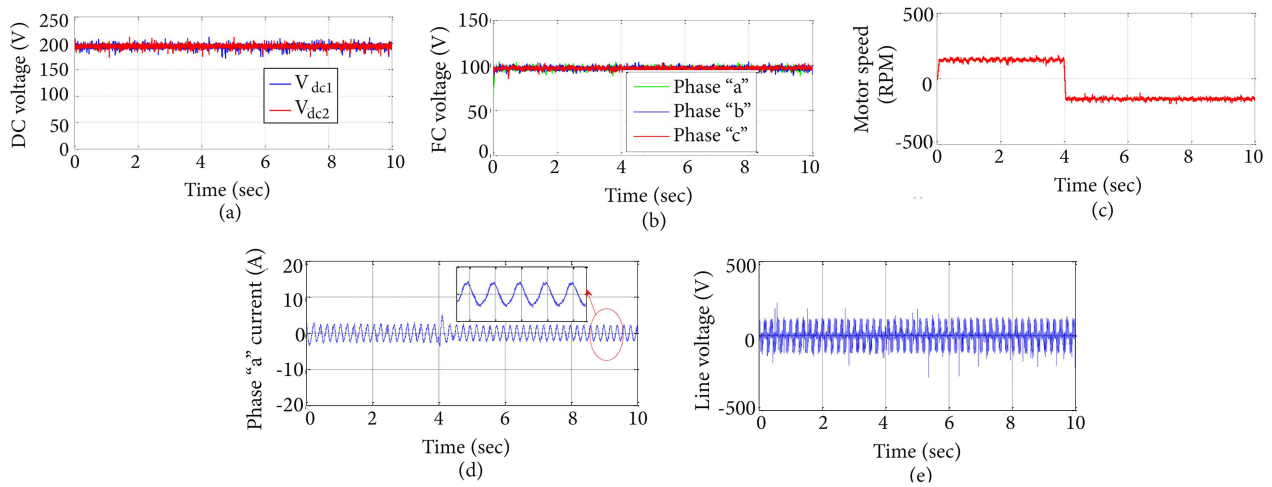 250
200
150
100
50
0
DC voltage (V)
V dc1
V dc2
0 2 4 6 8 10
Time (sec)
(a)
150
100
50
0
FC voltage (V)
Phase “a”
Phase “b”
Phase “c”
0 2 4 6 8 10
Time (sec)
(b)
500
0
-500
Motor speed
(RPM)
0 2 4 6 8 10
Time (sec)
(c)
20
10
0
-10
-20
Phase “a” current (A)
0 2 4 6 8 10
Time (sec)
(d)
500
0
-500
Line voltage (V)
0 2 4 6 8 10
Time (sec)
(e)